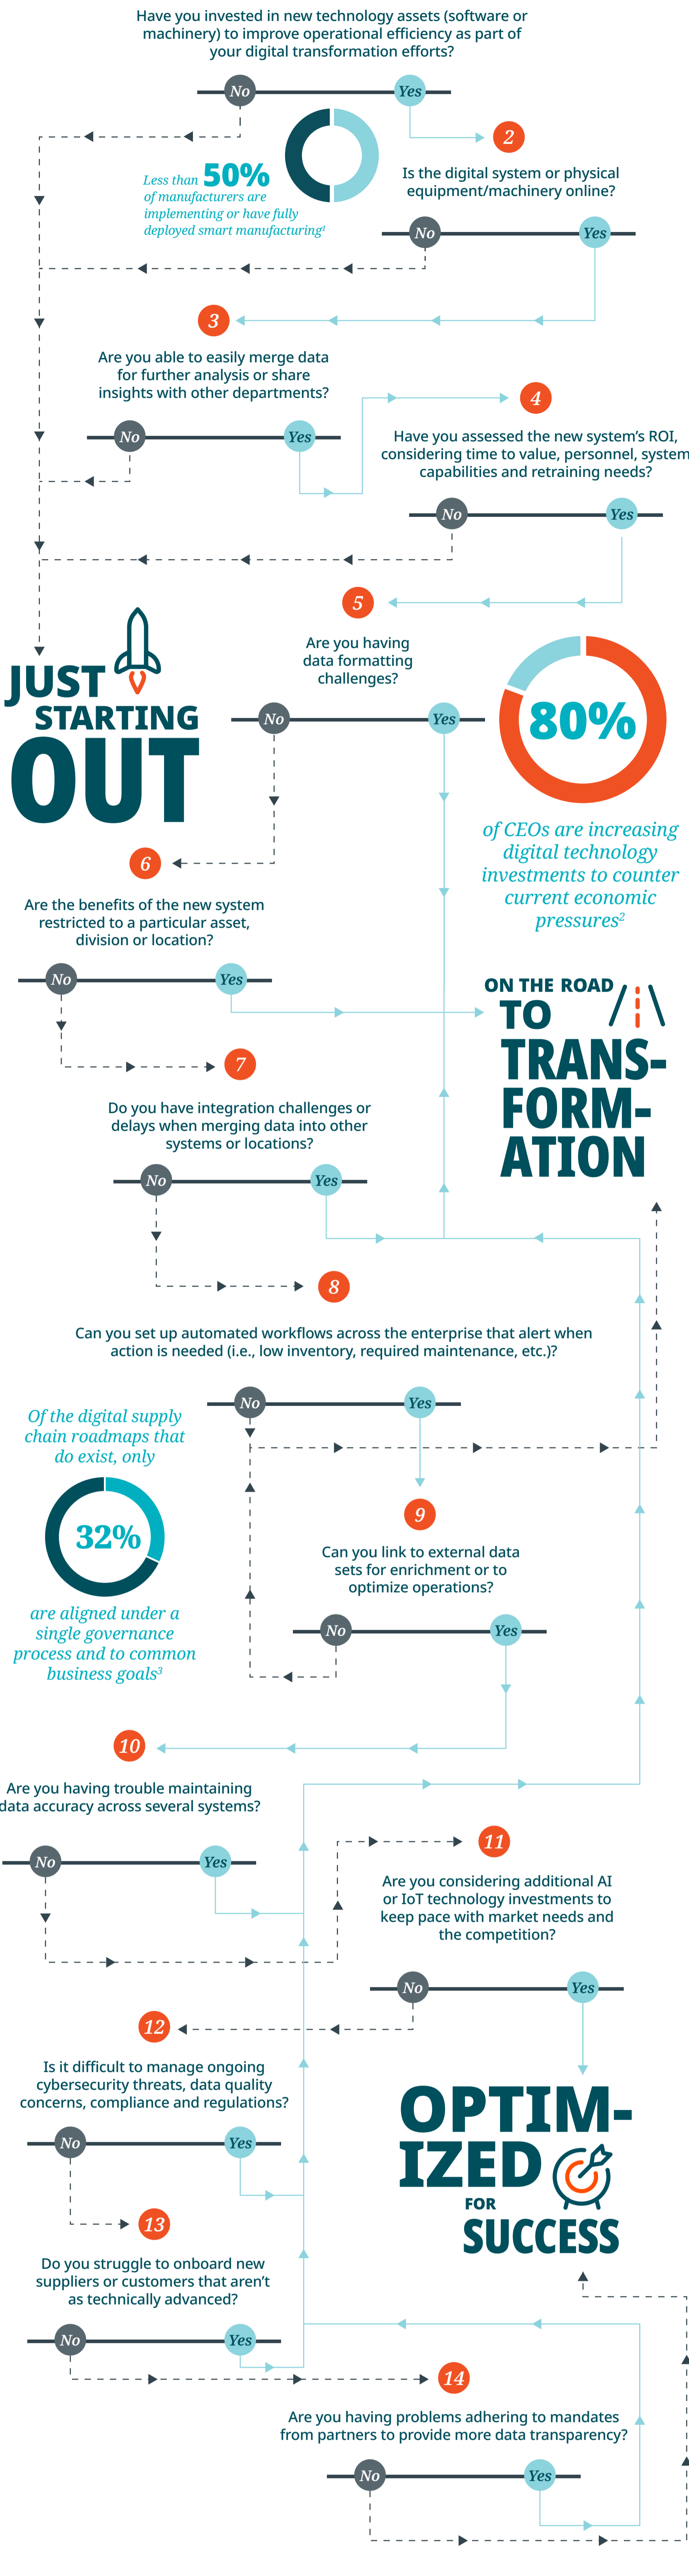 Have you invested in new technology assets (software or
machinery) to improve operational efficiency as part of
your digital transformation efforts?
No
Yes
2
Less than 50%
of manufacturers are
implementing or have fully
deployed smart manufacturing¹
Is the digital system or physical
equipment/machinery online?
No
Yes
3
Are you able to easily merge data
for further analysis or share
insights with other departments?
No
Yes
4
Have you assessed the new system's ROI,
considering time to value, personnel, system
capabilities and retraining needs?
No
Yes
5
Are you having
data formatting
challenges?
No
Yes
JUST
STARTING
OUT
80%
of CEOs are increasing
digital technology
investments to counter
current economic
pressures²
6
Are the benefits of the new system
restricted to a particular asset,
division or location?
No
Yes
ON THE ROAD
TO
TRANS-
FORM-
ATION
7
Do you have integration challenges or
delays when merging data into other
systems or locations?
No
Yes
8
Can you set up automated workflows across the enterprise that alert when
action is needed (i.e., low inventory, required maintenance, etc.)?
No
Yes
Of the digital supply
chain roadmaps that
do exist, only
32%
are aligned under a
single governance
process and to common
business goals³
9
Can you link to external data
sets for enrichment or to
optimize operations?
No
Yes
10
Are you having trouble maintaining
data accuracy across several systems?
No
Yes
11
Are you considering additional AI
or IoT technology investments to
keep pace with market needs and
the competition?
No
Yes
12
Is it difficult to manage ongoing
cybersecurity threats, data quality
concerns, compliance and regulations?
No
Yes
OPTIM-
IZED
FOR
SUCCESS
13
Do you struggle to onboard new
suppliers or customers that aren't
as technically advanced?
No
Yes
14
Are you having problems adhering to mandates
from partners to provide more data transparency?
No
Yes